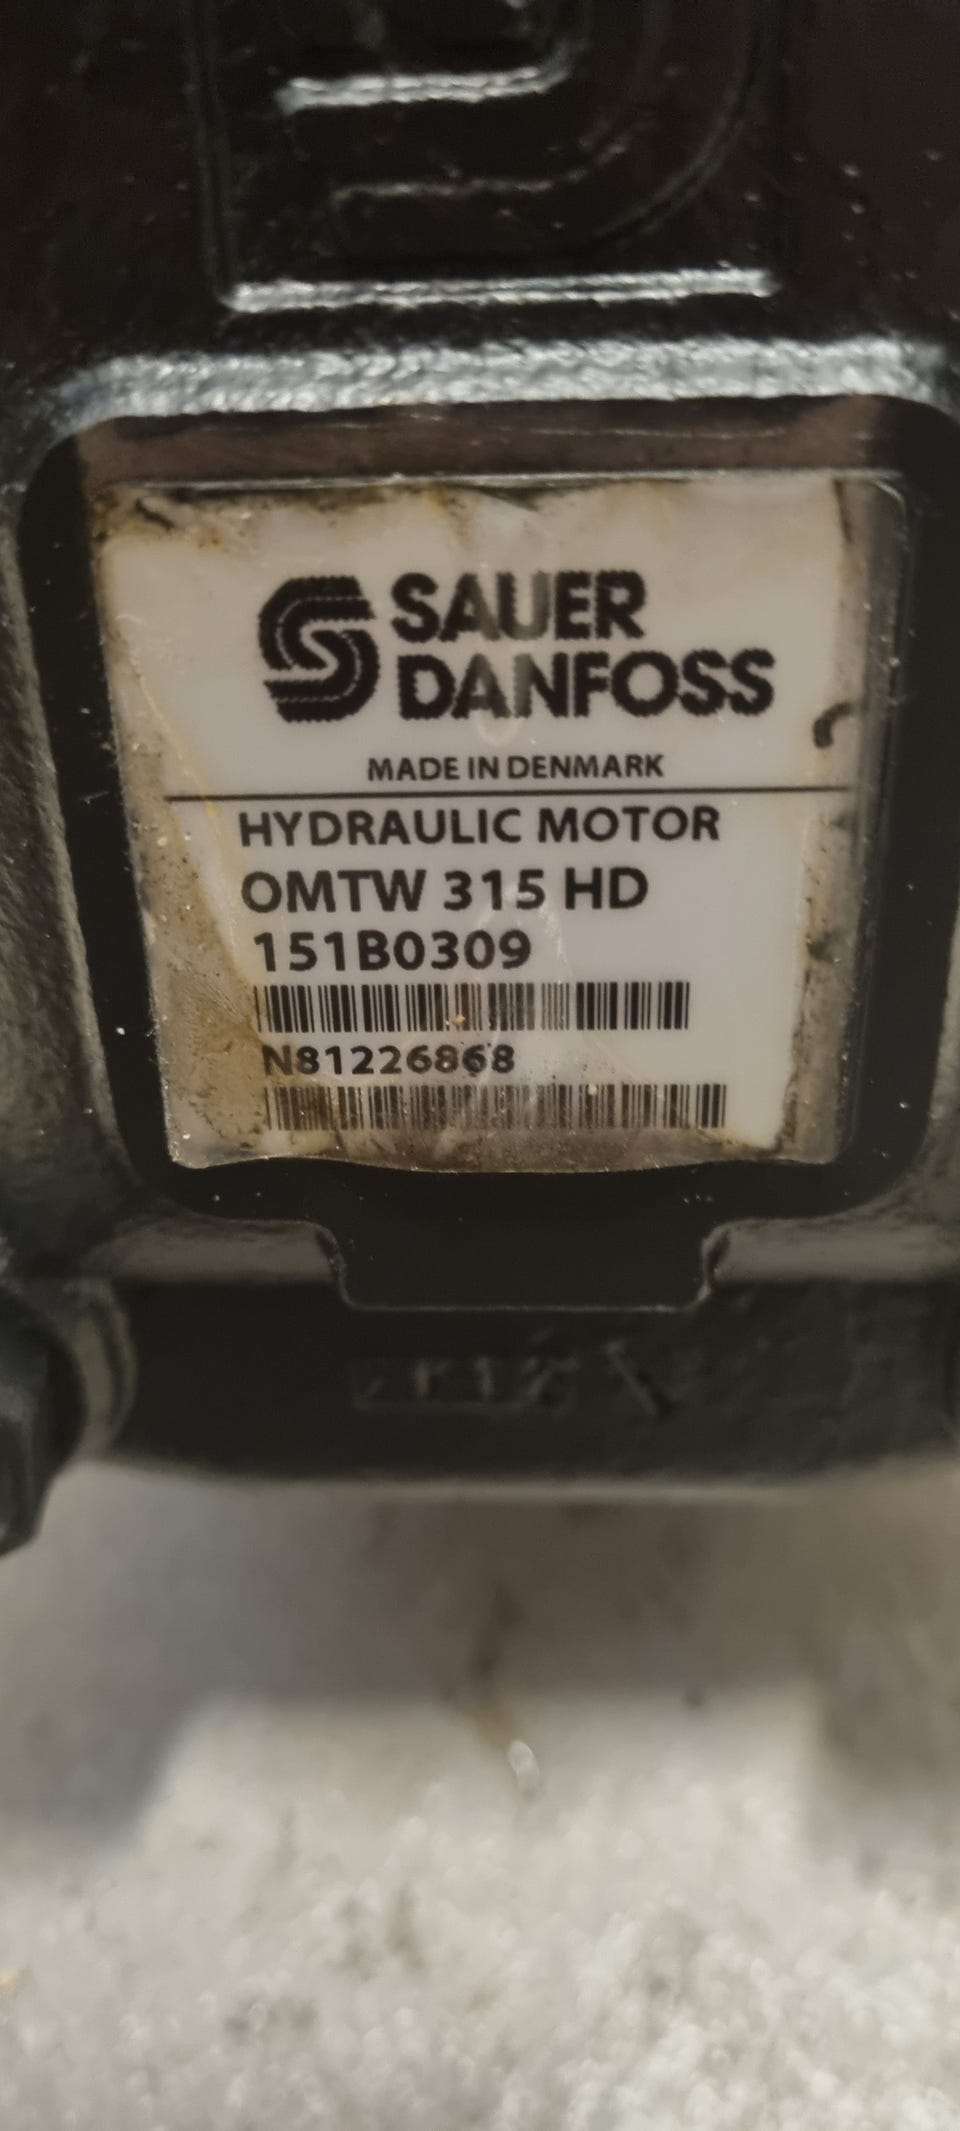 SAUER
DANFOSS
MADE IN DENMARK
HYDRAULIC MOTOR
OMTW 315 HD
151B0309
N81226868